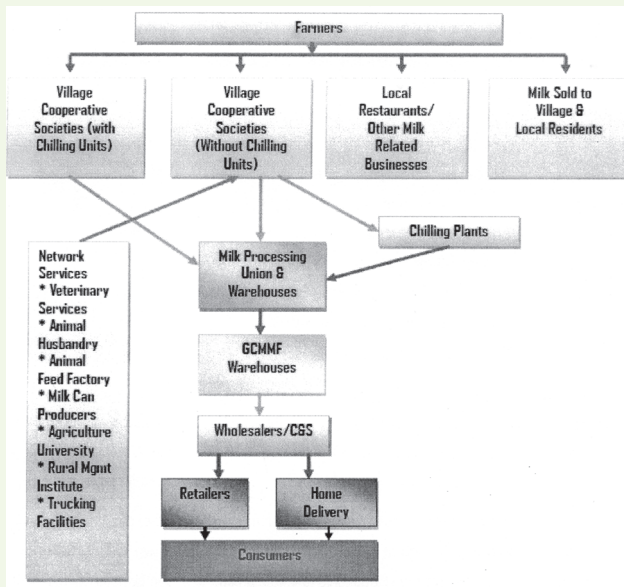 Farmers
Village
Cooperative
Societies (with
Chilling Units)
Village
Cooperative
Societies
(Without Chilling
Units)
Local
Restaurants/
Other Milk
Related
Businesses
Milk Sold to
Village &
Local Residents
Chilling Plants
Network
Services
* Veterinary
Services
* Animal
Husbandry
* Animal
Feed Factory
* Milk Can
Producers
* Agriculture
University
* Rural Mgmt
Institute
* Trucking
Facilities
Milk Processing
Union &
Warehouses
GCMMF
Warehouses
Wholesalers/C&S
Retailers
Home
Delivery
Consumers